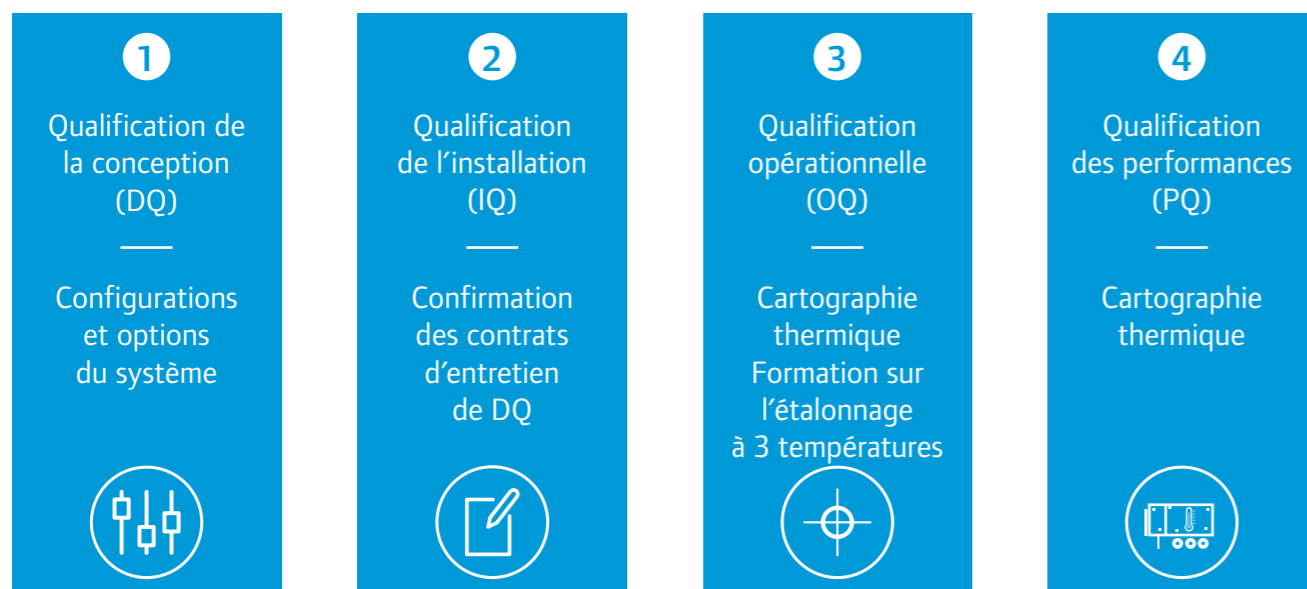 1
Qualification de
la conception
(DQ)
Configurations
et options
du système
2
Qualification
de l’installation
(IQ)
Confirmation
des contrats
d’entretien
de DQ
3
Qualification
opérationnelle
(OQ)
Cartographie
thermique
Formation sur
l’étalonnage
à 3 températures
4
Qualification
des performances
(PQ)
Cartographie
thermique